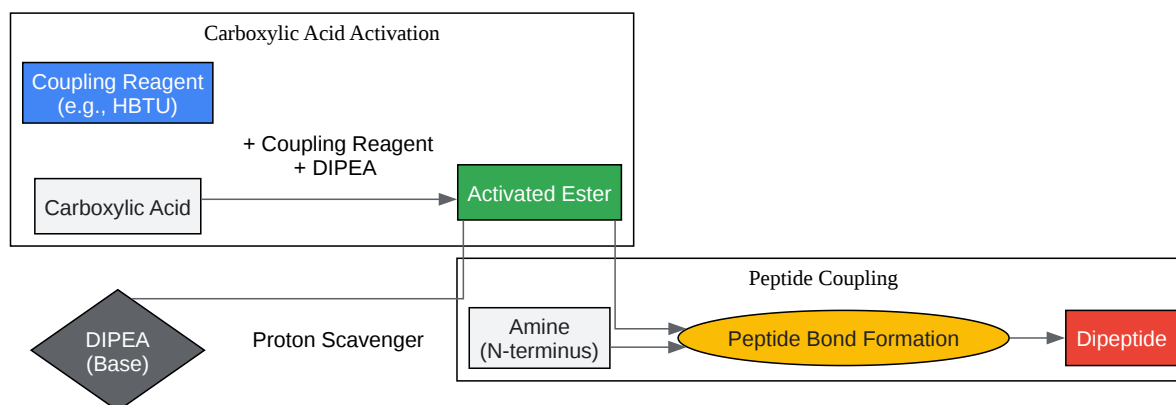 Carboxylic Acid Activation
Coupling Reagent
(e.g., HBTU)
+ Coupling Reagent
+ DIPEA
Carboxylic Acid
Activated Ester
Peptide Coupling
DIPEA
(Base)
Proton Scavenger
Amine
(N-terminus)
Peptide Bond Formation
Dipeptide